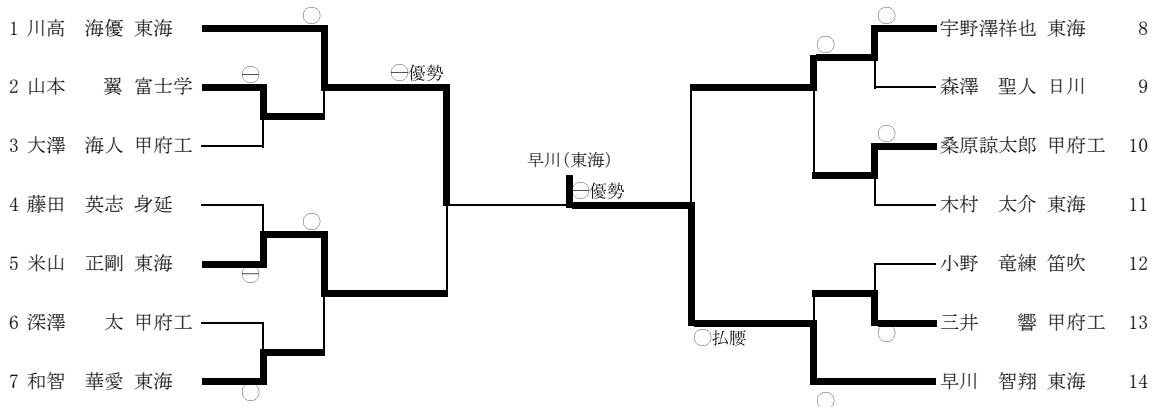 1 川高 海優 東海
2 山本 翼 富士学
3 大澤 海人 甲府工
4 藤田 英志 身延
5 米山 正剛 東海
6 深澤 太 甲府工
7 和智 華愛 東海
優勢
早川(東海)
優勢
払腰
宇野澤祥也 東海 8
森澤 聖人 日川 9
桑原諒太郎 甲府工 10
木村 太介 東海 11
小野 竜練 笛吹 12
三井 響 甲府工 13
早川 智翔 東海 14